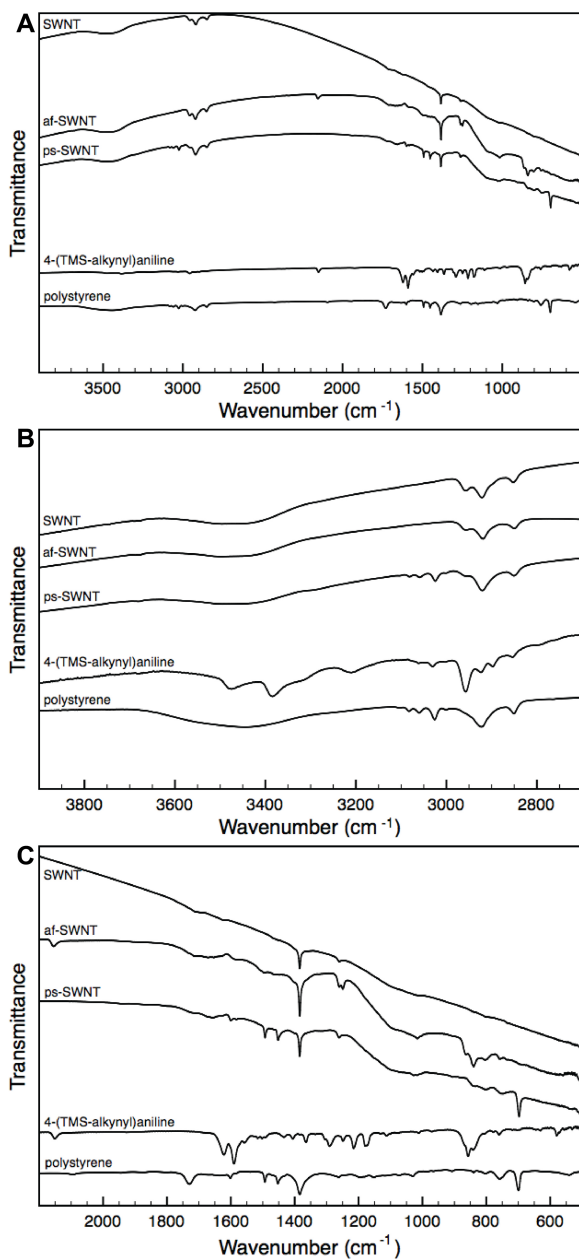 A
SWNT
af-SWNT
ps-SWNT
4-(TMS-alkynyl)aniline
polystyrene
Transmittance
3500 3000 2500 2000 1500 1000
Wavenumber (cm⁻¹)
B
SWNT
af-SWNT
ps-SWNT
4-(TMS-alkynyl)aniline
polystyrene
Transmittance
3800 3600 3400 3200 3000 2800
Wavenumber (cm⁻¹)
C
SWNT
af-SWNT
ps-SWNT
4-(TMS-alkynyl)aniline
polystyrene
Transmittance
2000 1800 1600 1400 1200 1000 800 600
Wavenumber (cm⁻¹)